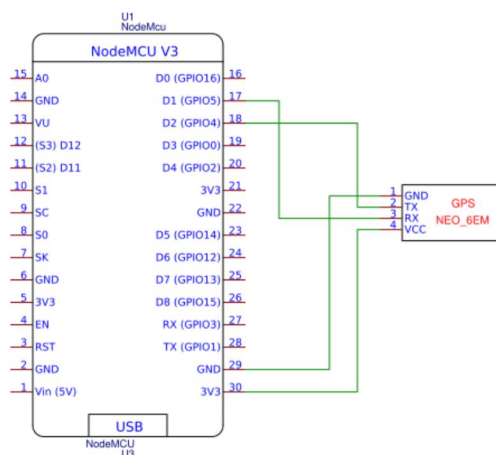 U1
NodeMcu
NodeMCU V3
15 A0 D0 (GPIO16) 16
14 GND D1 (GPIO5) 17
13 VU D2 (GPIO4) 18
12 (S3) D12 D3 (GPIO0) 19
11 (S2) D11 D4 (GPIO2) 20
10 S1 3V3 21
9 SC GND 22
8 S0 D5 (GPIO14) 23
7 SK D6 (GPIO12) 24
6 GND D7 (GPIO13) 25
5 3V3 D8 (GPIO15) 26
4 EN RX (GPIO3) 27
3 RST TX (GPIO1) 28
2 GND GND 29
1 Vin (5V) 3V3 30
USB
NodeMCU
U3
1 GND
2 TX
3 RX
4 VCC
GPS
NEO_6EM